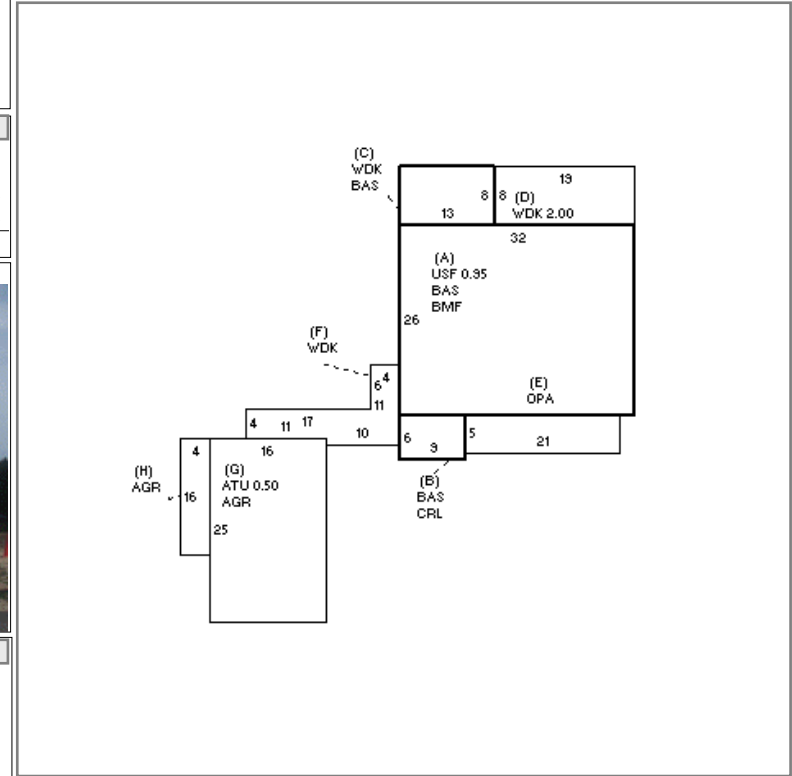 (C)
WDK
BAS
19
8
8
(D)
WDK 2.00
13
32
(A)
USF 0.95
BAS
BMF
26
(F)
WDK
4
6
11
(E)
OPA
4
11
17
10
6
9
5
21
4
16
(H)
AGR
16
(G)
ATU 0.50
AGR
25
(B)
BAS
CRL